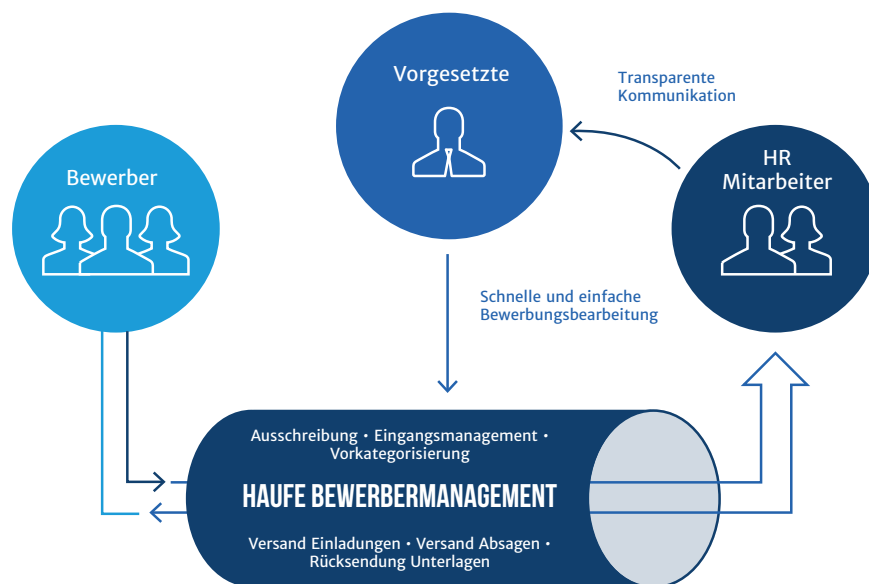 Vorgesetzte
Transparente
Kommunikation
Bewerber
HR
Mitarbeiter
Schnelle und einfache
Bewerbungsbearbeitung
Ausschreibung • Eingangsmanagement •
Vorkategorisierung
HAUFE BEWERBERMANAGEMENT
Versand Einladungen • Versand Absagen •
Rücksendung Unterlagen